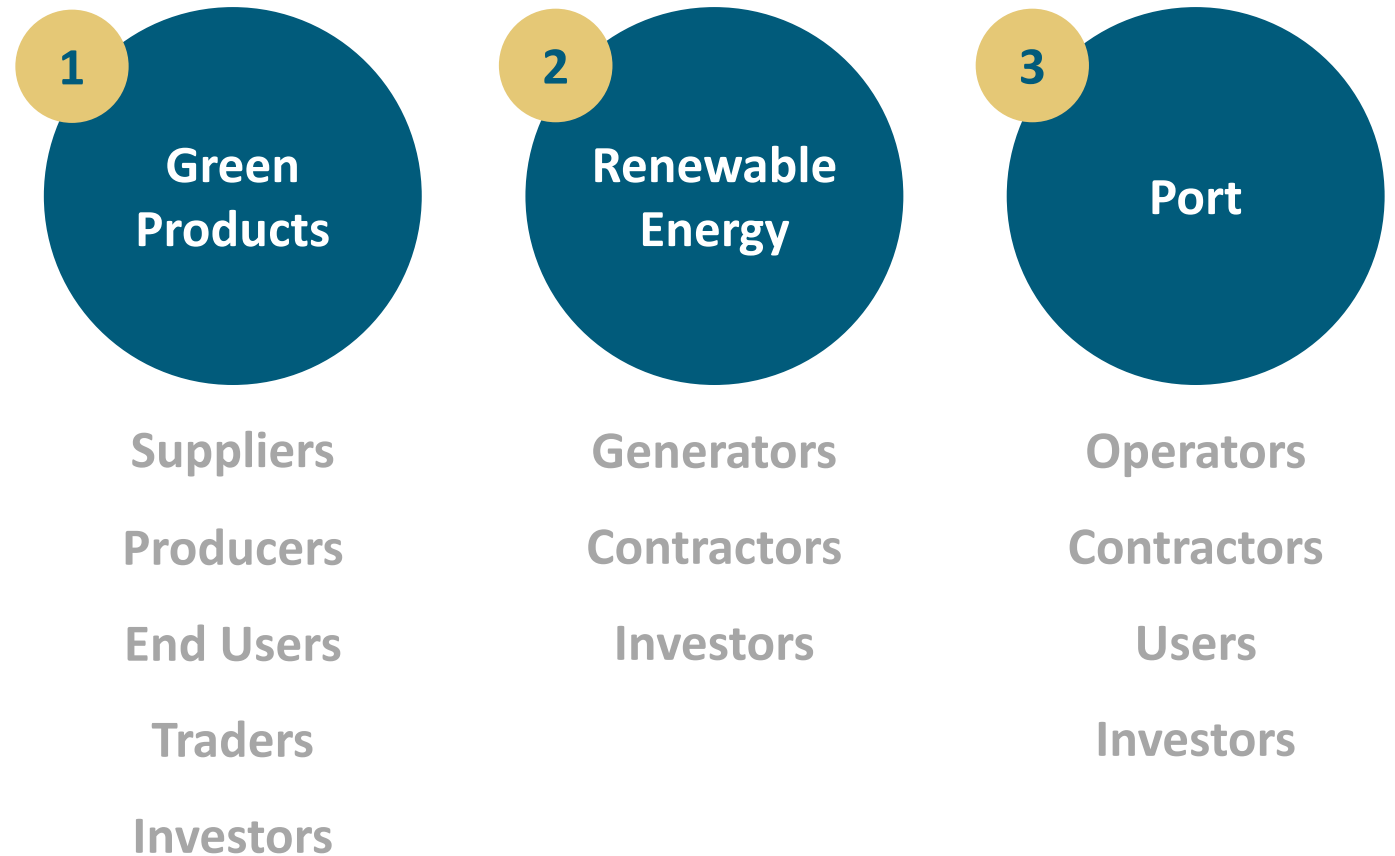 1
Green
Products
Suppliers
Producers
End Users
Traders
Investors
2
Renewable
Energy
Generators
Contractors
Investors
3
Port
Operators
Contractors
Users
Investors